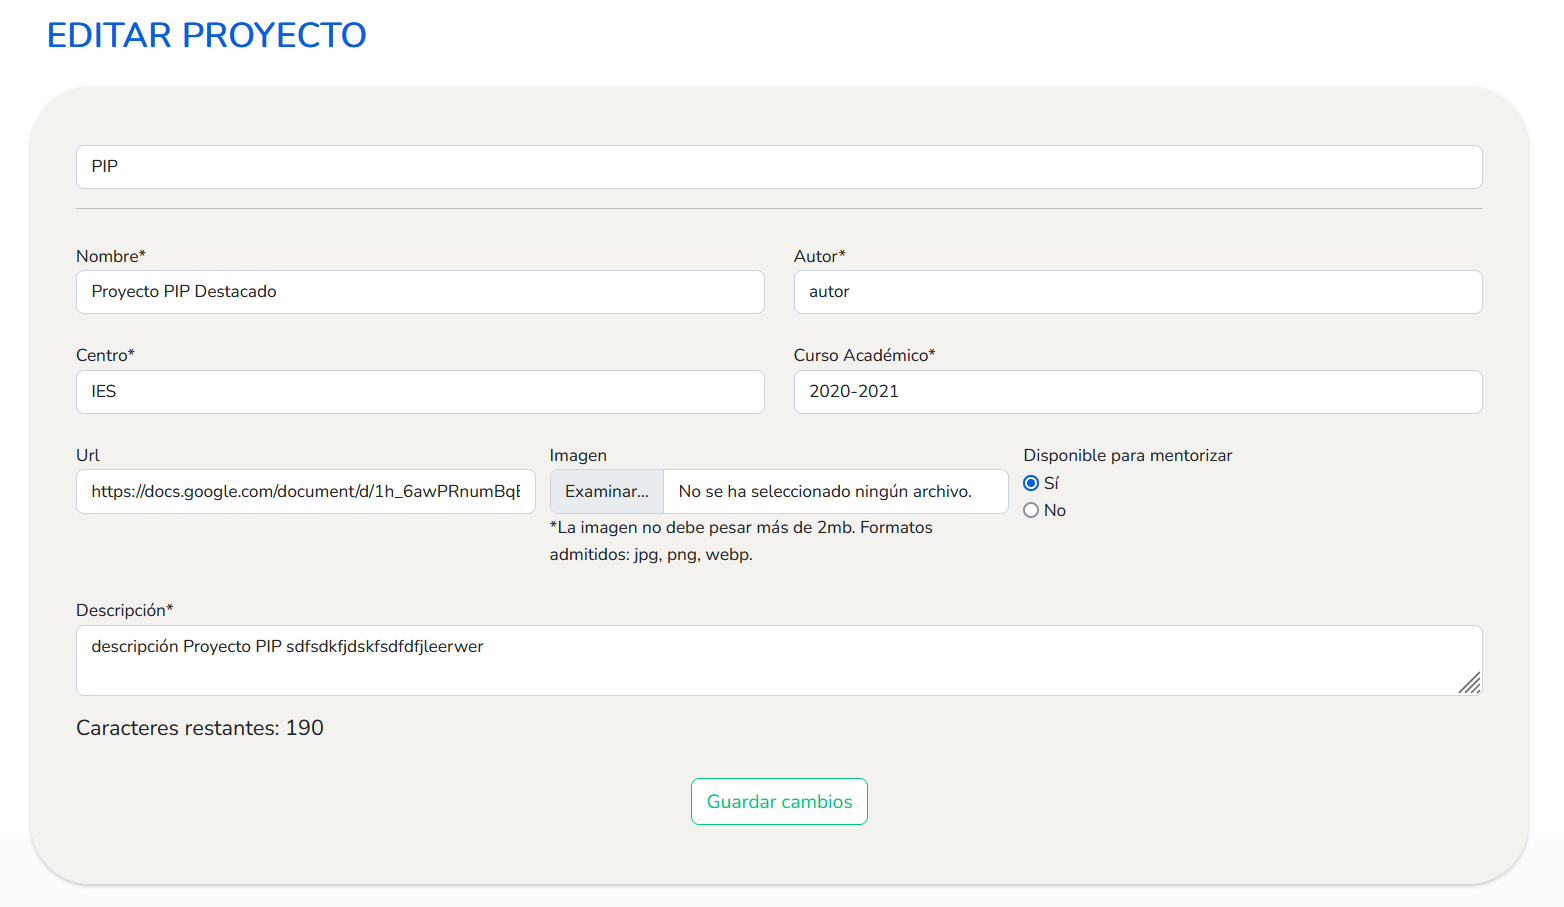 EDITAR PROYECTO
PIP
Nombre*
Autor*
Proyecto PIP Destacado
autor
Centro*
Curso Académico*
IES
2020-2021
Url
Imagen
Disponible para mentorizar
https://docs.google.com/document/d/1h_6awPRnumBqE
Examinar... No se ha seleccionado ningún archivo.
Sí
No
*La imagen no debe pesar más de 2mb. Formatos
admitidos: jpg, png, webp.
Descripción*
descripción Proyecto PIP sdfsdkfjdskfsdfdfjleerwer
Caracteres restantes: 190
Guardar cambios